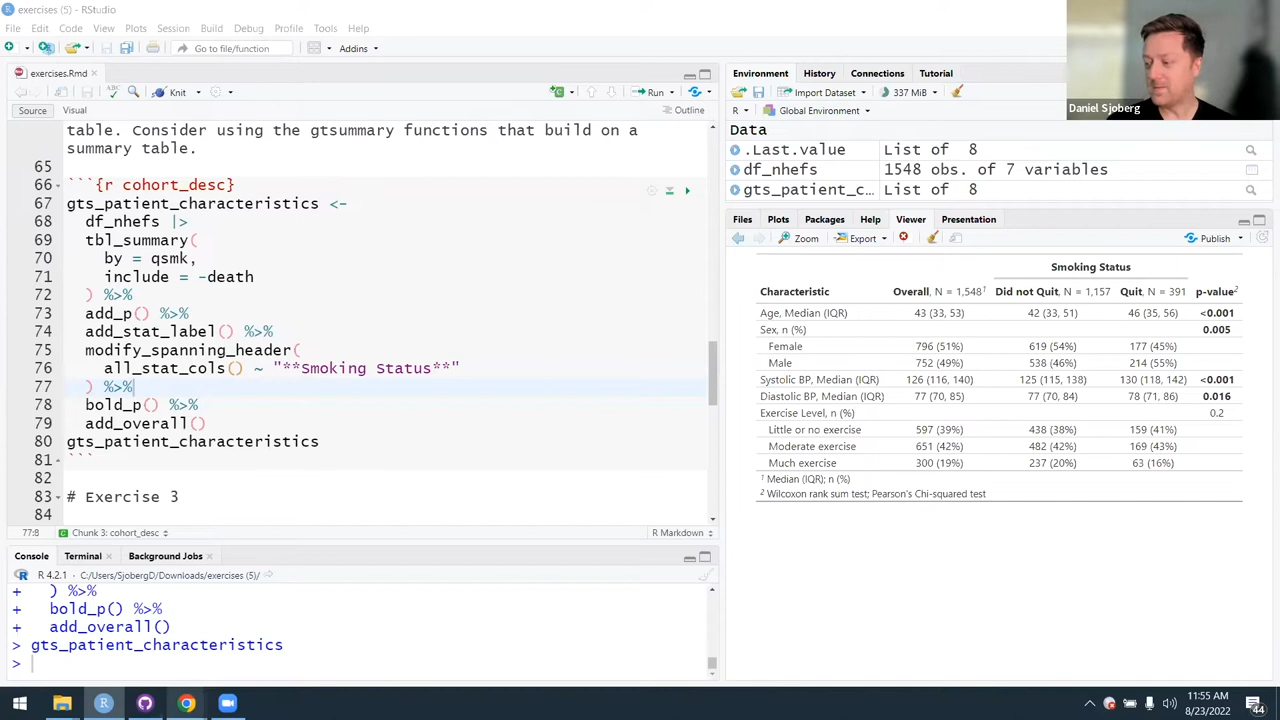 exercises (5) - RStudio
File Edit Code View Plots Session Build Debug Profile Tools Help
Go to file/function Addins
exercises.Rmd
Knit Run
Source Visual Outline
table. Consider using the gtsummary functions that build on a
summary table.
65
66 ```{r cohort_desc}
67 gts_patient_characteristics <-
68 df_nhefs |>
69 tbl_summary(
70 by = qsmk,
71 include = -death
72 ) %>%
73 add_p() %>%
74 add_stat_label() %>%
75 modify_spanning_header(
76 all_stat_cols() ~ "**Smoking Status**"
77 ) %>%
78 bold_p() %>%
79 add_overall()
80 gts_patient_characteristics
81 ```
82
83 # Exercise 3
84
77:8 Chunk 3: cohort_desc R Markdown
Console Terminal Background Jobs
R 4.2.1 · C:/Users/SjobergD/Downloads/exercises (5)/
+ ) %>%
+ bold_p() %>%
+ add_overall()
> gts_patient_characteristics
>
Environment History Connections Tutorial
Import Dataset 337 MiB
R Global Environment
Data
.Last.value List of 8
df_nhefs 1548 obs. of 7 variables
gts_patient_c… List of 8
Files Plots Packages Help Viewer Presentation
Zoom Export Publish
Smoking Status
Characteristic Overall, N = 1,548¹ Did not Quit, N = 1,157 Quit, N = 391 p-value²
Age, Median (IQR) 43 (33, 53) 42 (33, 51) 46 (35, 56) <0.001
Sex, n (%) 0.005
Female 796 (51%) 619 (54%) 177 (45%)
Male 752 (49%) 538 (46%) 214 (55%)
Systolic BP, Median (IQR) 126 (116, 140) 125 (115, 138) 130 (118, 142) <0.001
Diastolic BP, Median (IQR) 77 (70, 85) 77 (70, 84) 78 (71, 86) 0.016
Exercise Level, n (%) 0.2
Little or no exercise 597 (39%) 438 (38%) 159 (41%)
Moderate exercise 651 (42%) 482 (42%) 169 (43%)
Much exercise 300 (19%) 237 (20%) 63 (16%)
¹ Median (IQR); n (%)
² Wilcoxon rank sum test; Pearson's Chi-squared test
Daniel Sjoberg
11:55 AM
8/23/2022
44